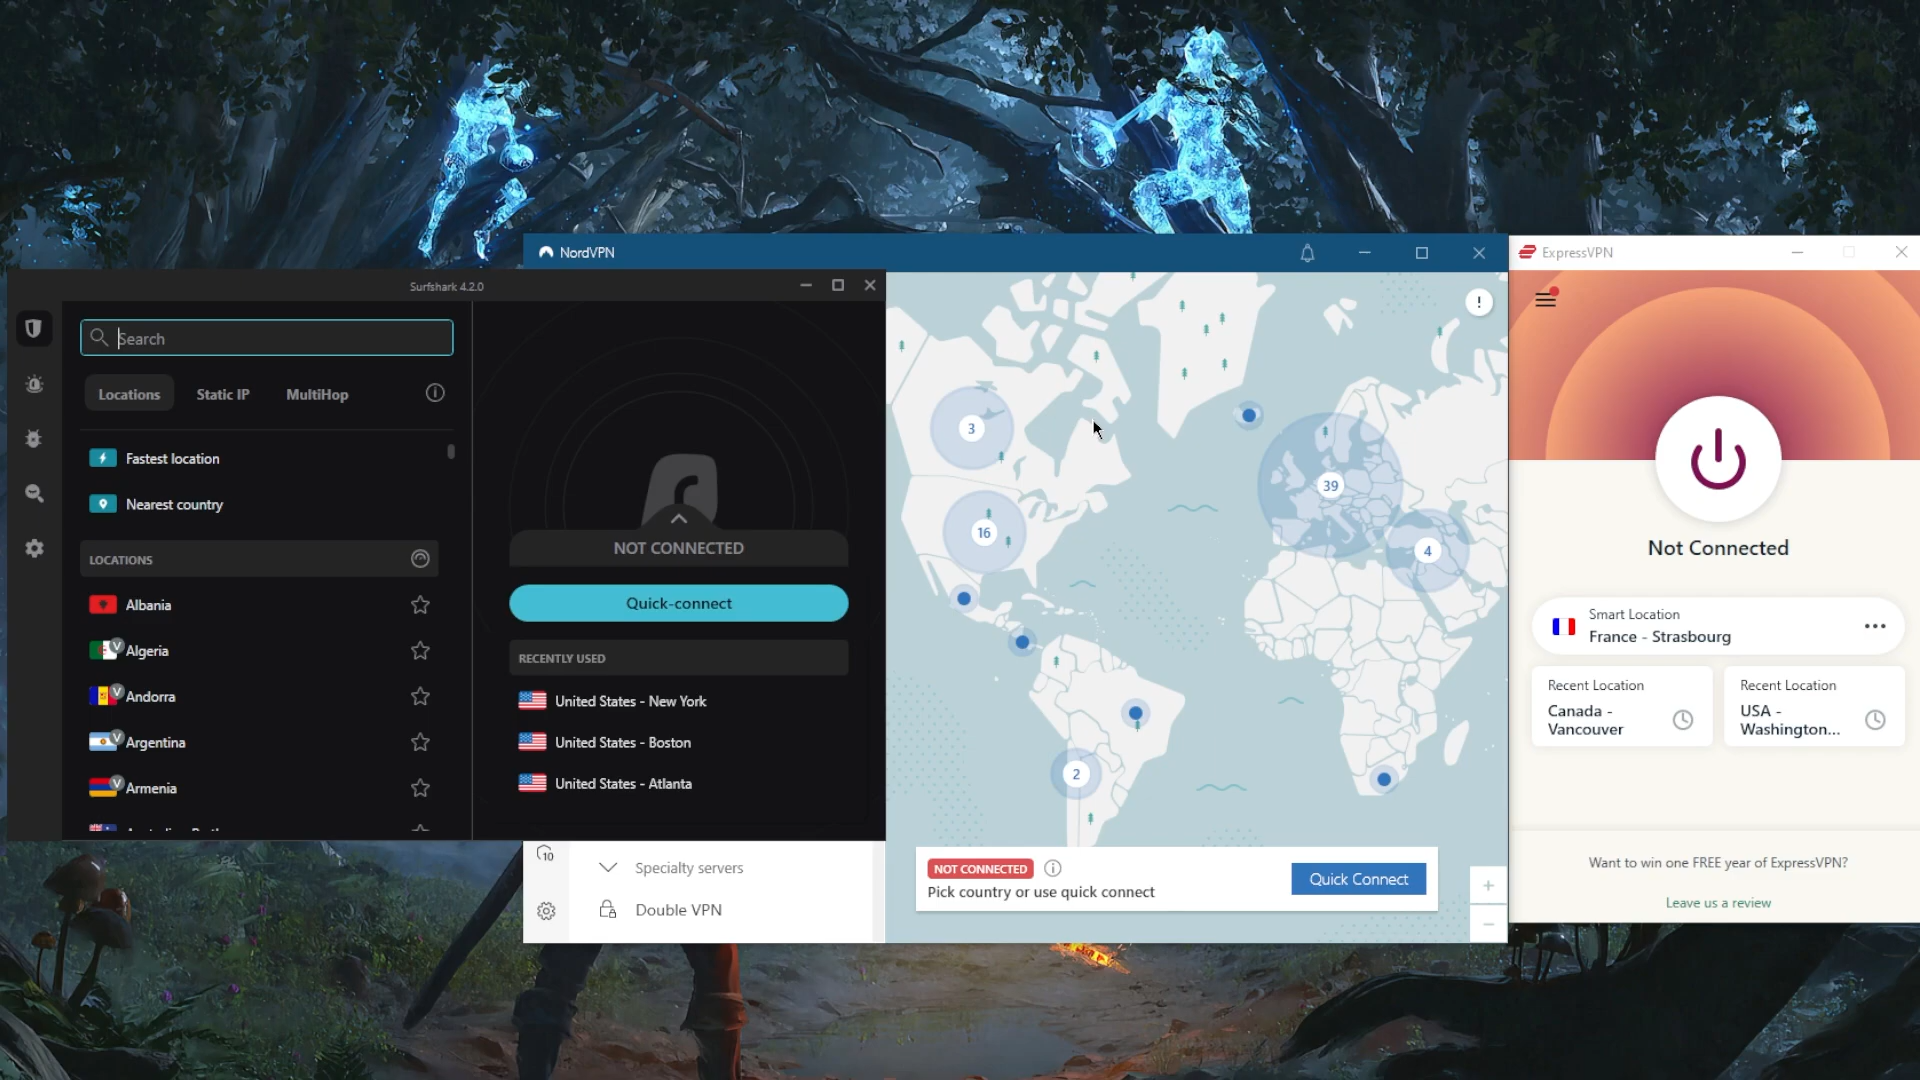 Surfshark 4.2.0
Search
Locations
Static IP
MultiHop
Fastest location
Nearest country
LOCATIONS
Albania
V
Algeria
V
Andorra
V
Argentina
V
Armenia
NOT CONNECTED
Quick-connect
RECENTLY USED
United States - New York
United States - Boston
United States - Atlanta
NordVPN
!
3
39
16
4
2
10
Specialty servers
Double VPN
NOT CONNECTED
Pick country or use quick connect
Quick Connect
+
−
ExpressVPN
Not Connected
Smart Location
France - Strasbourg
Recent Location
Canada -
Vancouver
Recent Location
USA -
Washington...
Want to win one FREE year of ExpressVPN?
Leave us a review